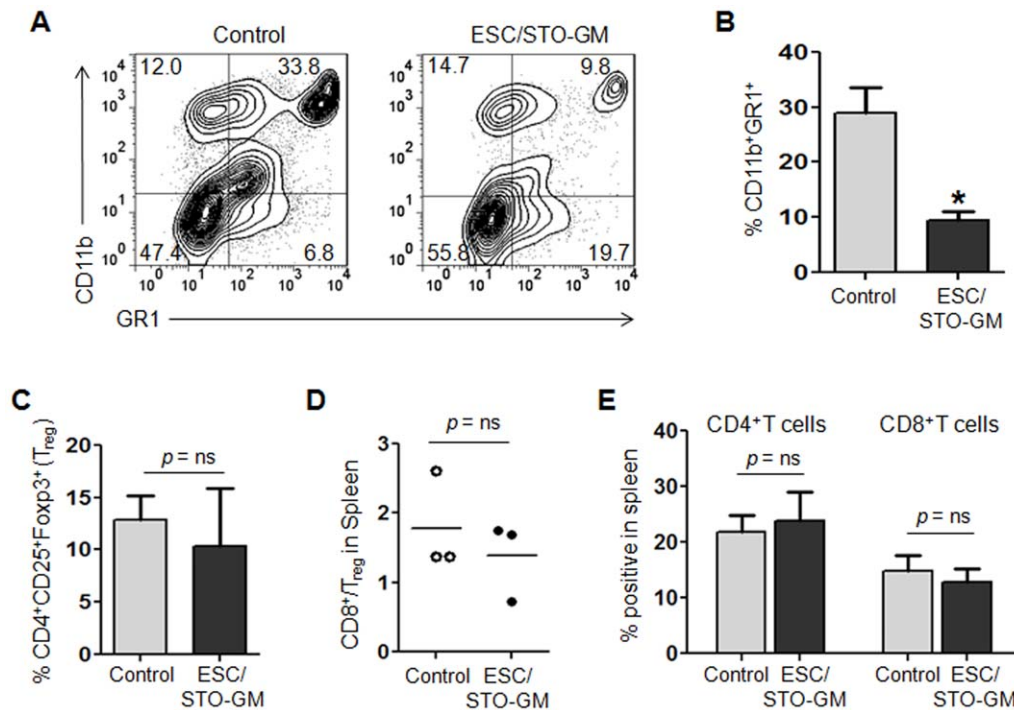 A
Control
ESC/STO-GM
12.0
33.8
47.4
6.8
10⁴
10³
10²
10¹
10⁰
10⁰ 10¹ 10² 10³ 10⁴
14.7
9.8
55.8
19.7
10⁴
10³
10²
10¹
10⁰
10⁰ 10¹ 10² 10³ 10⁴
CD11b
GR1
B
% CD11b⁺GR1⁺
40
30
20
10
0
*
Control
ESC/
STO-GM
C
% CD4⁺CD25⁺Foxp3⁺ (Treg)
20
15
10
5
0
p = ns
Control
ESC/
STO-GM
D
CD8⁺/Treg in Spleen
3
2
1
0
p = ns
Control
ESC/
STO-GM
E
% positive in spleen
40
30
20
10
0
CD4⁺T cells
CD8⁺T cells
p = ns
p = ns
Control
ESC/
STO-GM
Control
ESC/
STO-GM